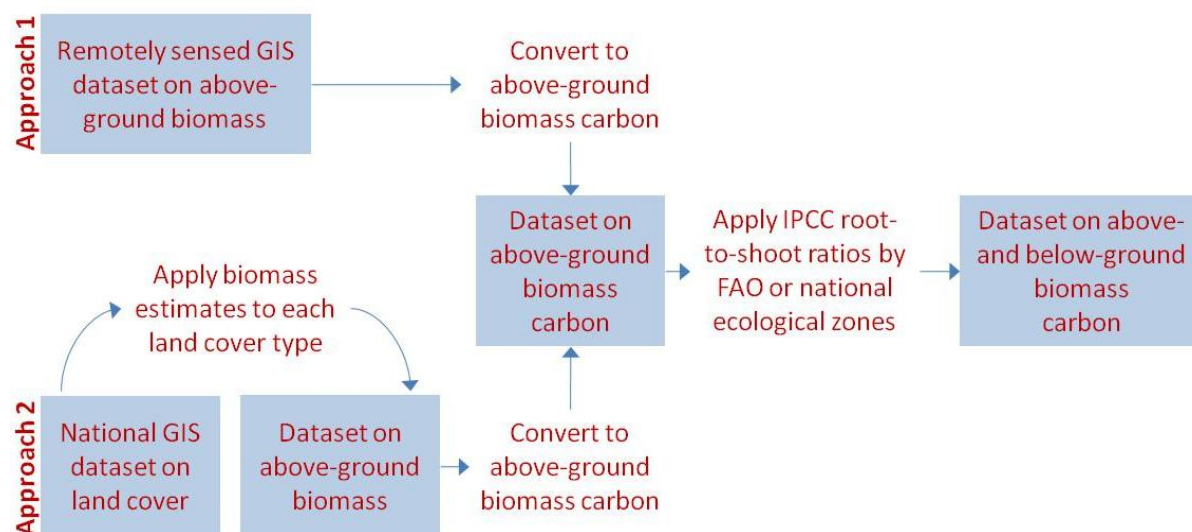 Approach 1
Remotely sensed GIS
dataset on above-
ground biomass
Convert to
above-ground
biomass carbon
Dataset on
above-ground
biomass
carbon
Apply IPCC root-
to-shoot ratios by
FAO or national
ecological zones
Dataset on above-
and below-ground
biomass
carbon
Apply biomass
estimates to each
land cover type
Approach 2
National GIS
dataset on
land cover
Dataset on
above-ground
biomass
Convert to
above-ground
biomass carbon